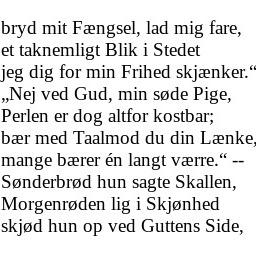 bryd mit Fængsel, lad mig fare,
et taknemligt Blik i Stedet
jeg dig for min Frihed skjænker.“
„Nej ved Gud, min søde Pige,
Perlen er dog altfor kostbar;
bær med Taalmod du din Lænke,
mange bærer én langt værre.“ --
Sønderbrød hun sagte Skallen,
Morgenrøden lig i Skjønhed
skjød hun op ved Guttens Side,